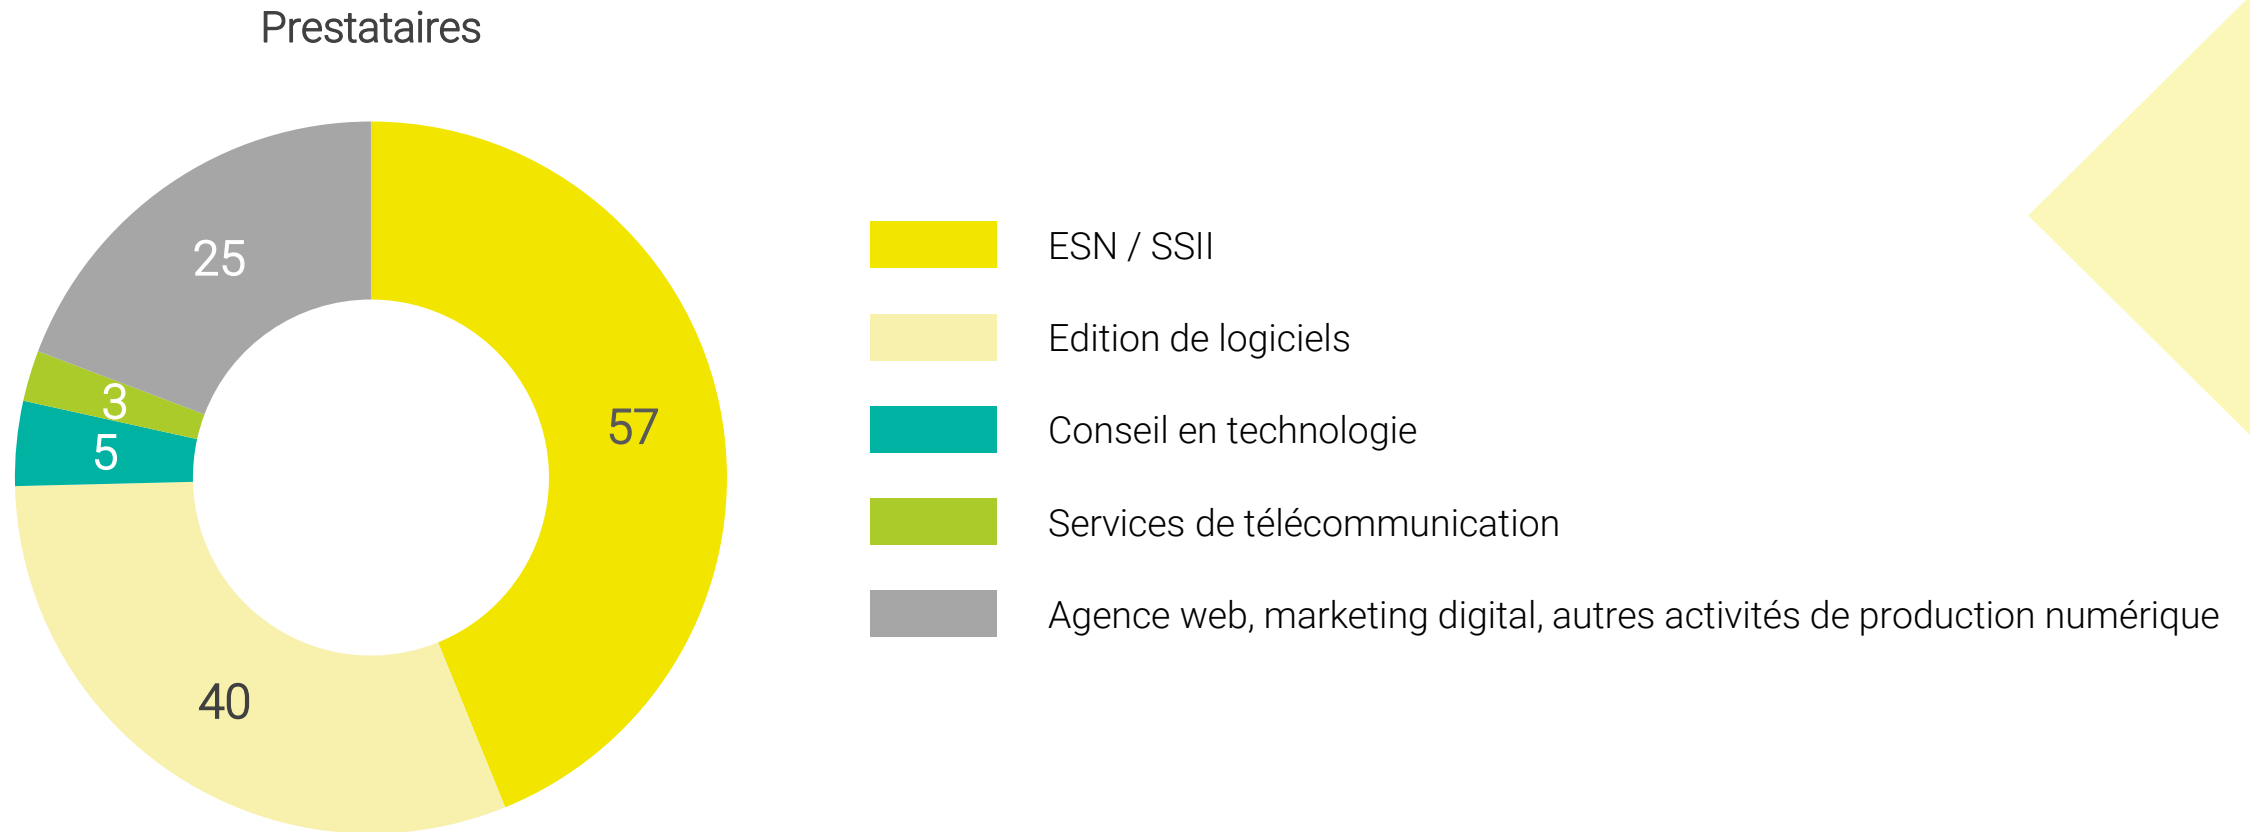 Prestataires
25
3
5
57
40
ESN / SSII
Edition de logiciels
Conseil en technologie
Services de télécommunication
Agence web, marketing digital, autres activités de production numérique